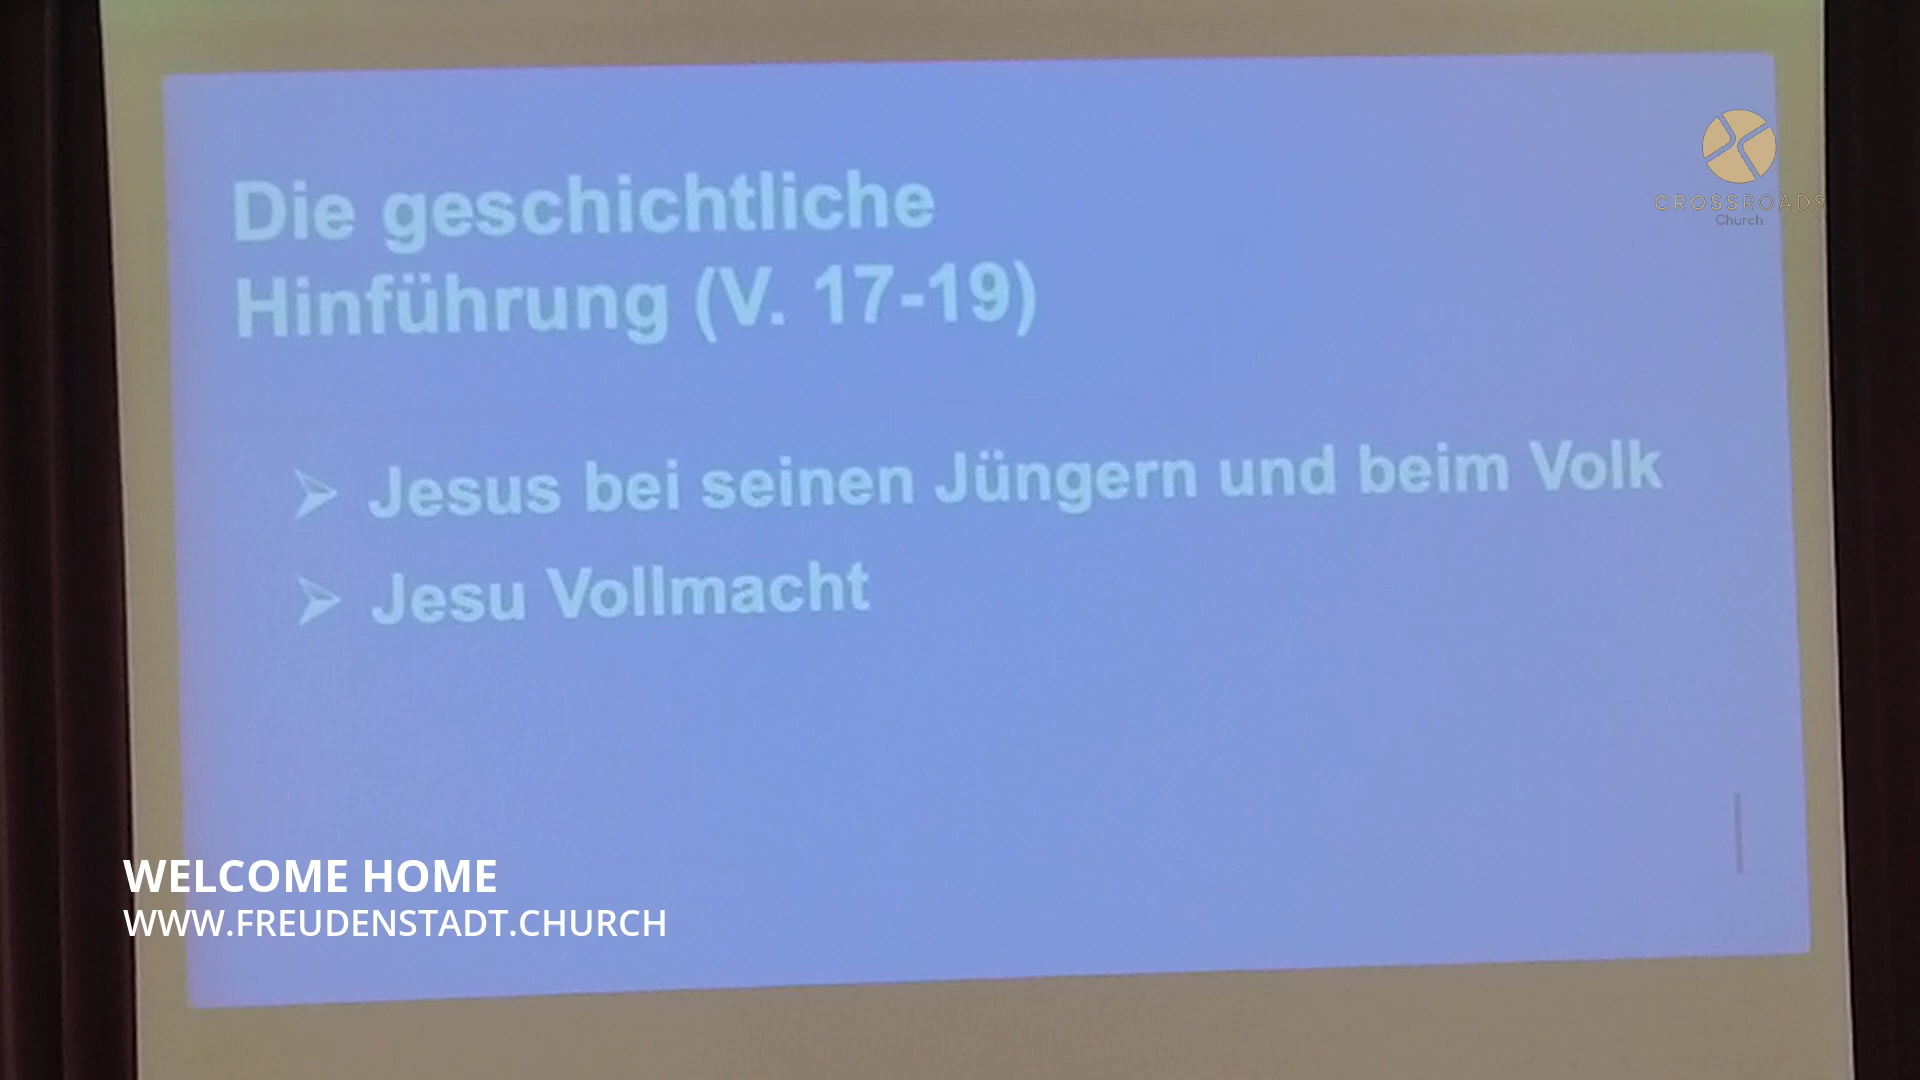 Die geschichtliche
Hinführung (V. 17-19)
CROSSROADS
Church
➢ Jesus bei seinen Jüngern und beim Volk
➢ Jesu Vollmacht
WELCOME HOME
WWW.FREUDENSTADT.CHURCH